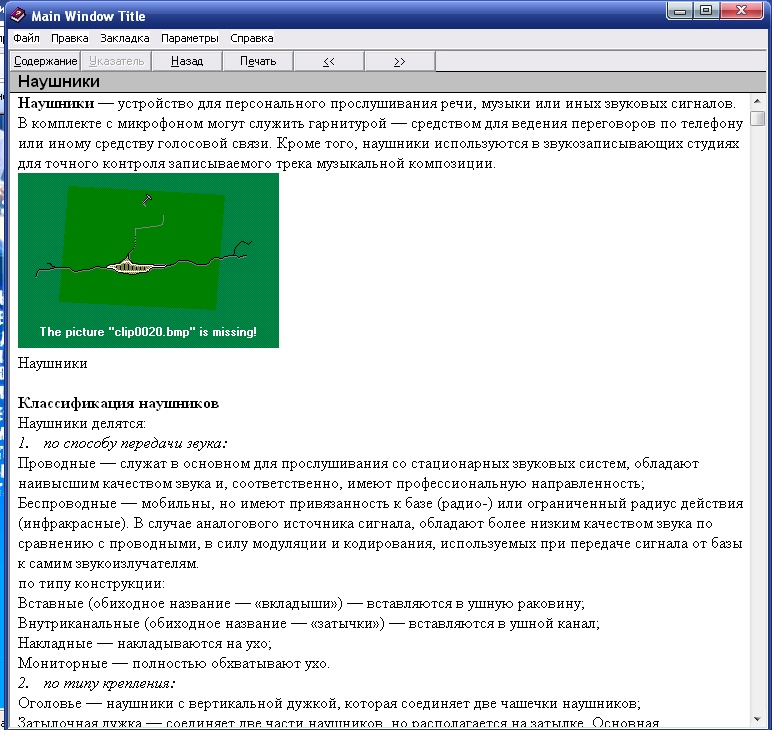 Main Window Title
Файл Правка Закладка Параметры Справка
Содержание Указатель Назад Печать << >>
Наушники
Наушники — устройство для персонального прослушивания речи, музыки или иных звуковых сигналов.
В комплекте с микрофоном могут служить гарнитурой — средством для ведения переговоров по телефону
или иному средству голосовой связи. Кроме того, наушники используются в звукозаписывающих студиях
для точного контроля записываемого трека музыкальной композиции.
The picture "clip0020.bmp" is missing!
Наушники
Классификация наушников
Наушники делятся:
1. по способу передачи звука:
Проводные — служат в основном для прослушивания со стационарных звуковых систем, обладают
наивысшим качеством звука и, соответственно, имеют профессиональную направленность;
Беспроводные — мобильны, но имеют привязанность к базе (радио-) или ограниченный радиус действия
(инфракрасные). В случае аналогового источника сигнала, обладают более низким качеством звука по
сравнению с проводными, в силу модуляции и кодирования, используемых при передаче сигнала от базы
к самим звукоизлучателям.
по типу конструкции:
Вставные (обиходное название — «вкладыши») — вставляются в ушную раковину;
Внутриканальные (обиходное название — «затычки») — вставляются в ушной канал;
Накладные — накладываются на ухо;
Мониторные — полностью обхватывают ухо.
2. по типу крепления:
Оголовье — наушники с вертикальной дужкой, которая соединяет две чашечки наушников;
Затылочная дужка — соединяет две части наушников, но располагается на затылке. Основная